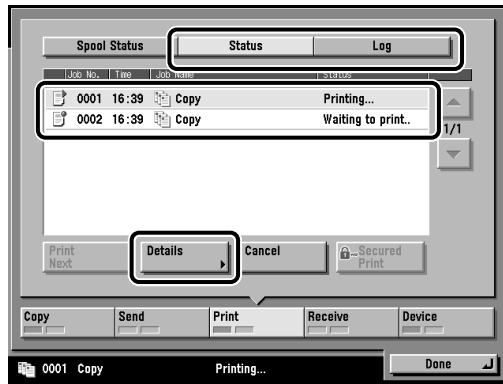 Spool Status Status Log
Job No. Time Job Name Status
0001 16:39 Copy Printing...
0002 16:39 Copy Waiting to print..
1/1
Print Next Details Cancel Secured Print
Copy Send Print Receive Device
0001 Copy Printing... Done